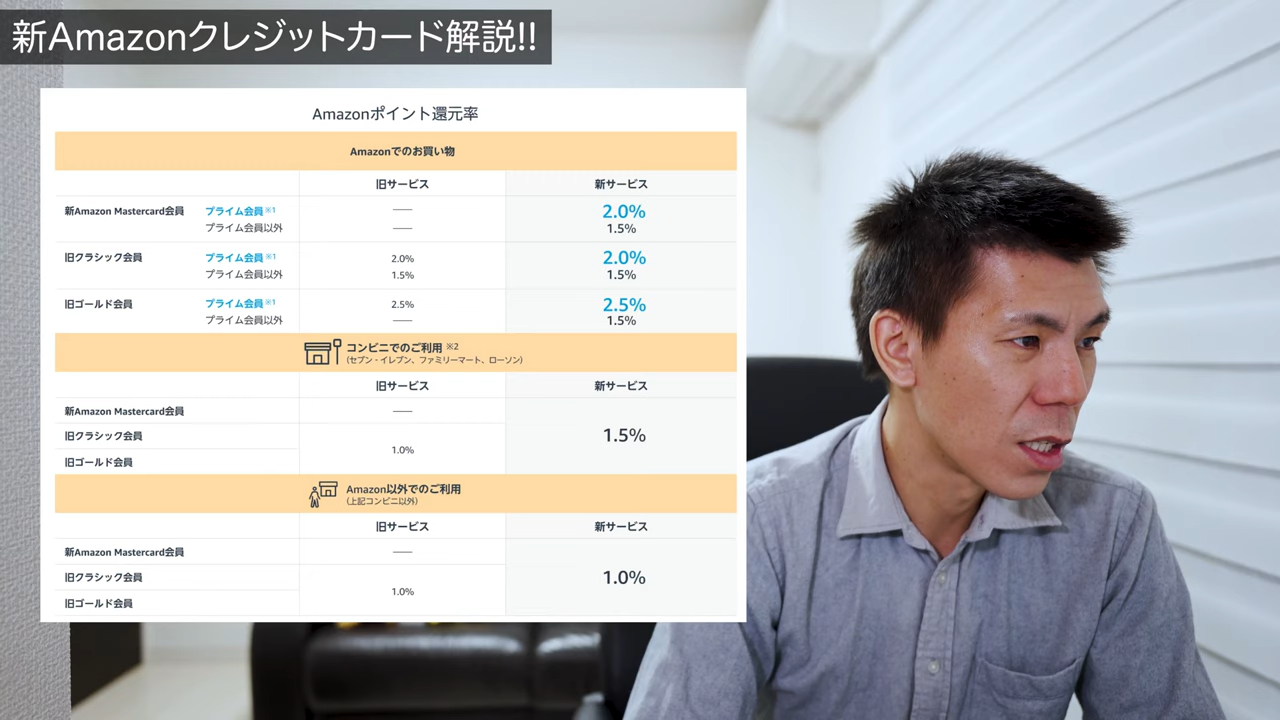 新Amazonクレジットカード解説!!
Amazonポイント還元率
Amazonでのお買い物
旧サービス 新サービス
新Amazon Mastercard会員 プライム会員※1 —— 2.0%
プライム会員以外 —— 1.5%
旧クラシック会員 プライム会員※1 2.0% 2.0%
プライム会員以外 1.5% 1.5%
旧ゴールド会員 プライム会員※1 2.5% 2.5%
プライム会員以外 —— 1.5%
コンビニでのご利用 ※2
(セブン‐イレブン、ファミリーマート、ローソン)
旧サービス 新サービス
新Amazon Mastercard会員 ——
旧クラシック会員
1.0% 1.5%
旧ゴールド会員
Amazon以外でのご利用
(上記コンビニ以外)
旧サービス 新サービス
新Amazon Mastercard会員 ——
旧クラシック会員
1.0% 1.0%
旧ゴールド会員